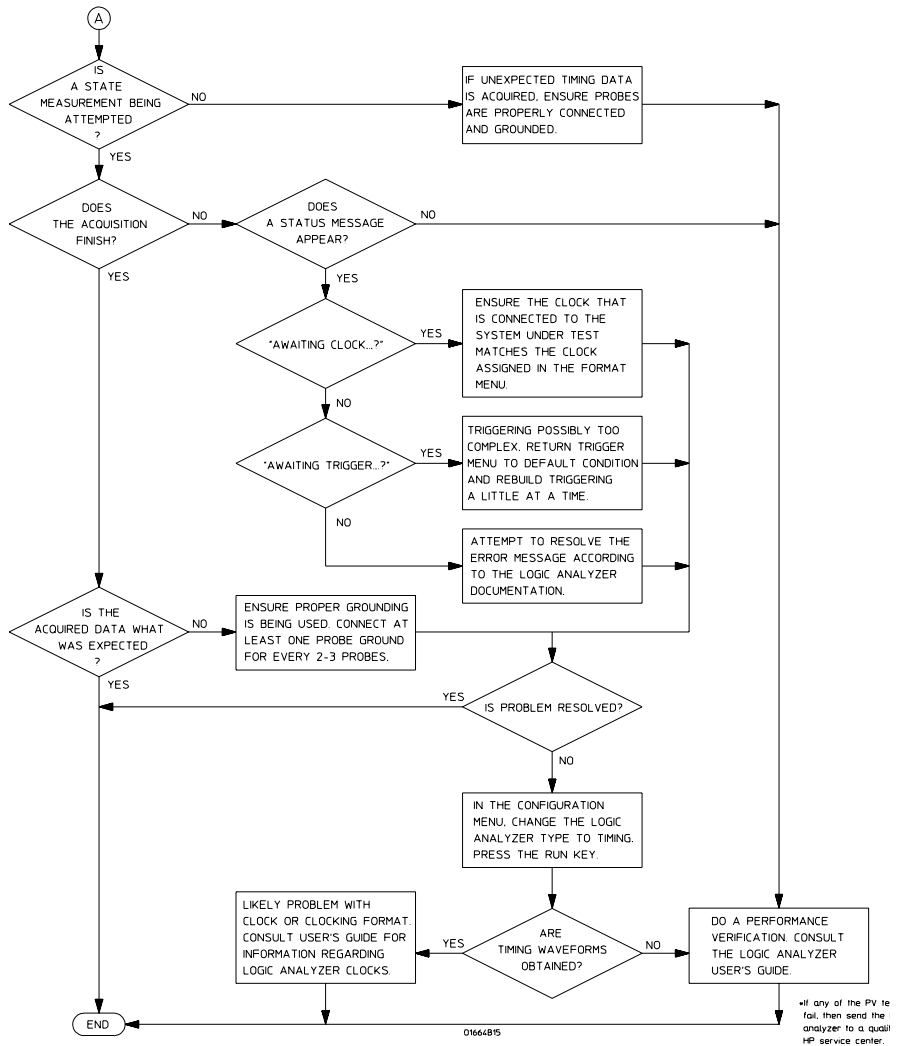 A
IS
A STATE
MEASUREMENT BEING
ATTEMPTED
?
NO
IF UNEXPECTED TIMING DATA
IS ACQUIRED, ENSURE PROBES
ARE PROPERLY CONNECTED
AND GROUNDED.
YES
DOES
THE ACQUISITION
FINISH?
NO
DOES
A STATUS MESSAGE
APPEAR?
NO
YES
YES
"AWAITING CLOCK...?"
YES
ENSURE THE CLOCK THAT
IS CONNECTED TO THE
SYSTEM UNDER TEST
MATCHES THE CLOCK
ASSIGNED IN THE FORMAT
MENU.
NO
"AWAITING TRIGGER...?"
YES
TRIGGERING POSSIBLY TOO
COMPLEX. RETURN TRIGGER
MENU TO DEFAULT CONDITION
AND REBUILD TRIGGERING
A LITTLE AT A TIME.
NO
ATTEMPT TO RESOLVE THE
ERROR MESSAGE ACCORDING
TO THE LOGIC ANALYZER
DOCUMENTATION.
IS THE
ACQUIRED DATA WHAT
WAS EXPECTED
?
NO
ENSURE PROPER GROUNDING
IS BEING USED. CONNECT AT
LEAST ONE PROBE GROUND
FOR EVERY 2-3 PROBES.
YES
YES
IS PROBLEM RESOLVED?
NO
IN THE CONFIGURATION
MENU, CHANGE THE LOGIC
ANALYZER TYPE TO TIMING.
PRESS THE RUN KEY.
LIKELY PROBLEM WITH
CLOCK OR CLOCKING FORMAT.
CONSULT USER'S GUIDE FOR
INFORMATION REGARDING
LOGIC ANALYZER CLOCKS.
YES
ARE
TIMING WAVEFORMS
OBTAINED?
NO
DO A PERFORMANCE
VERIFICATION. CONSULT
THE LOGIC ANALYZER
USER'S GUIDE.
END
01664B15
*If any of the PV te
fail, then send the
analyzer to a quali
HP service center.